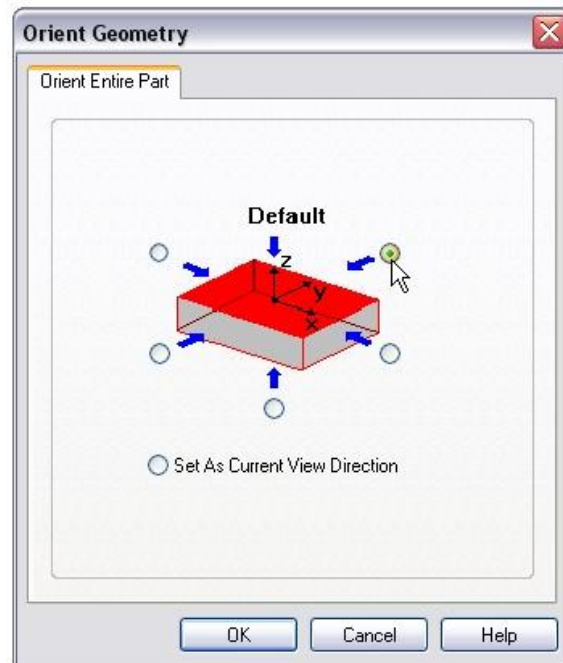 Orient Geometry
Orient Entire Part
Default
z
y
x
Set As Current View Direction
OK Cancel Help